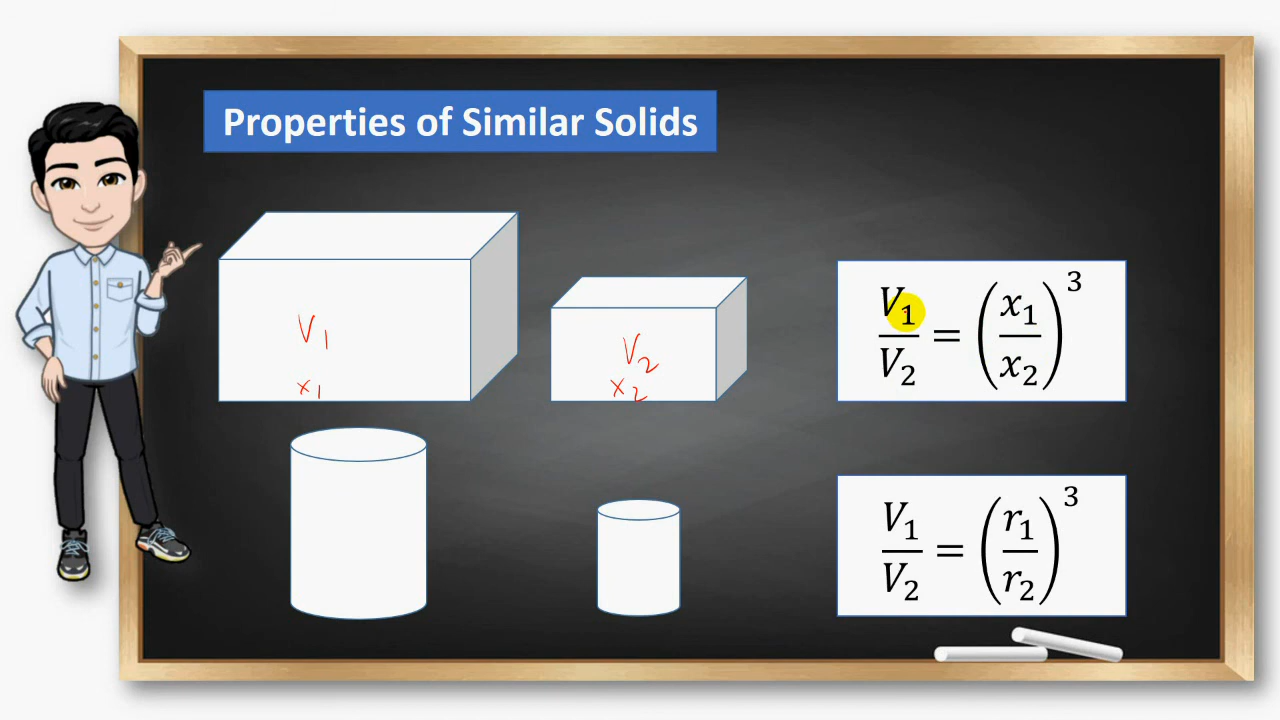 Properties of Similar Solids
V₁
x₁
V₂
x₂
V₁/V₂ = (x₁/x₂)³
V₁/V₂ = (r₁/r₂)³